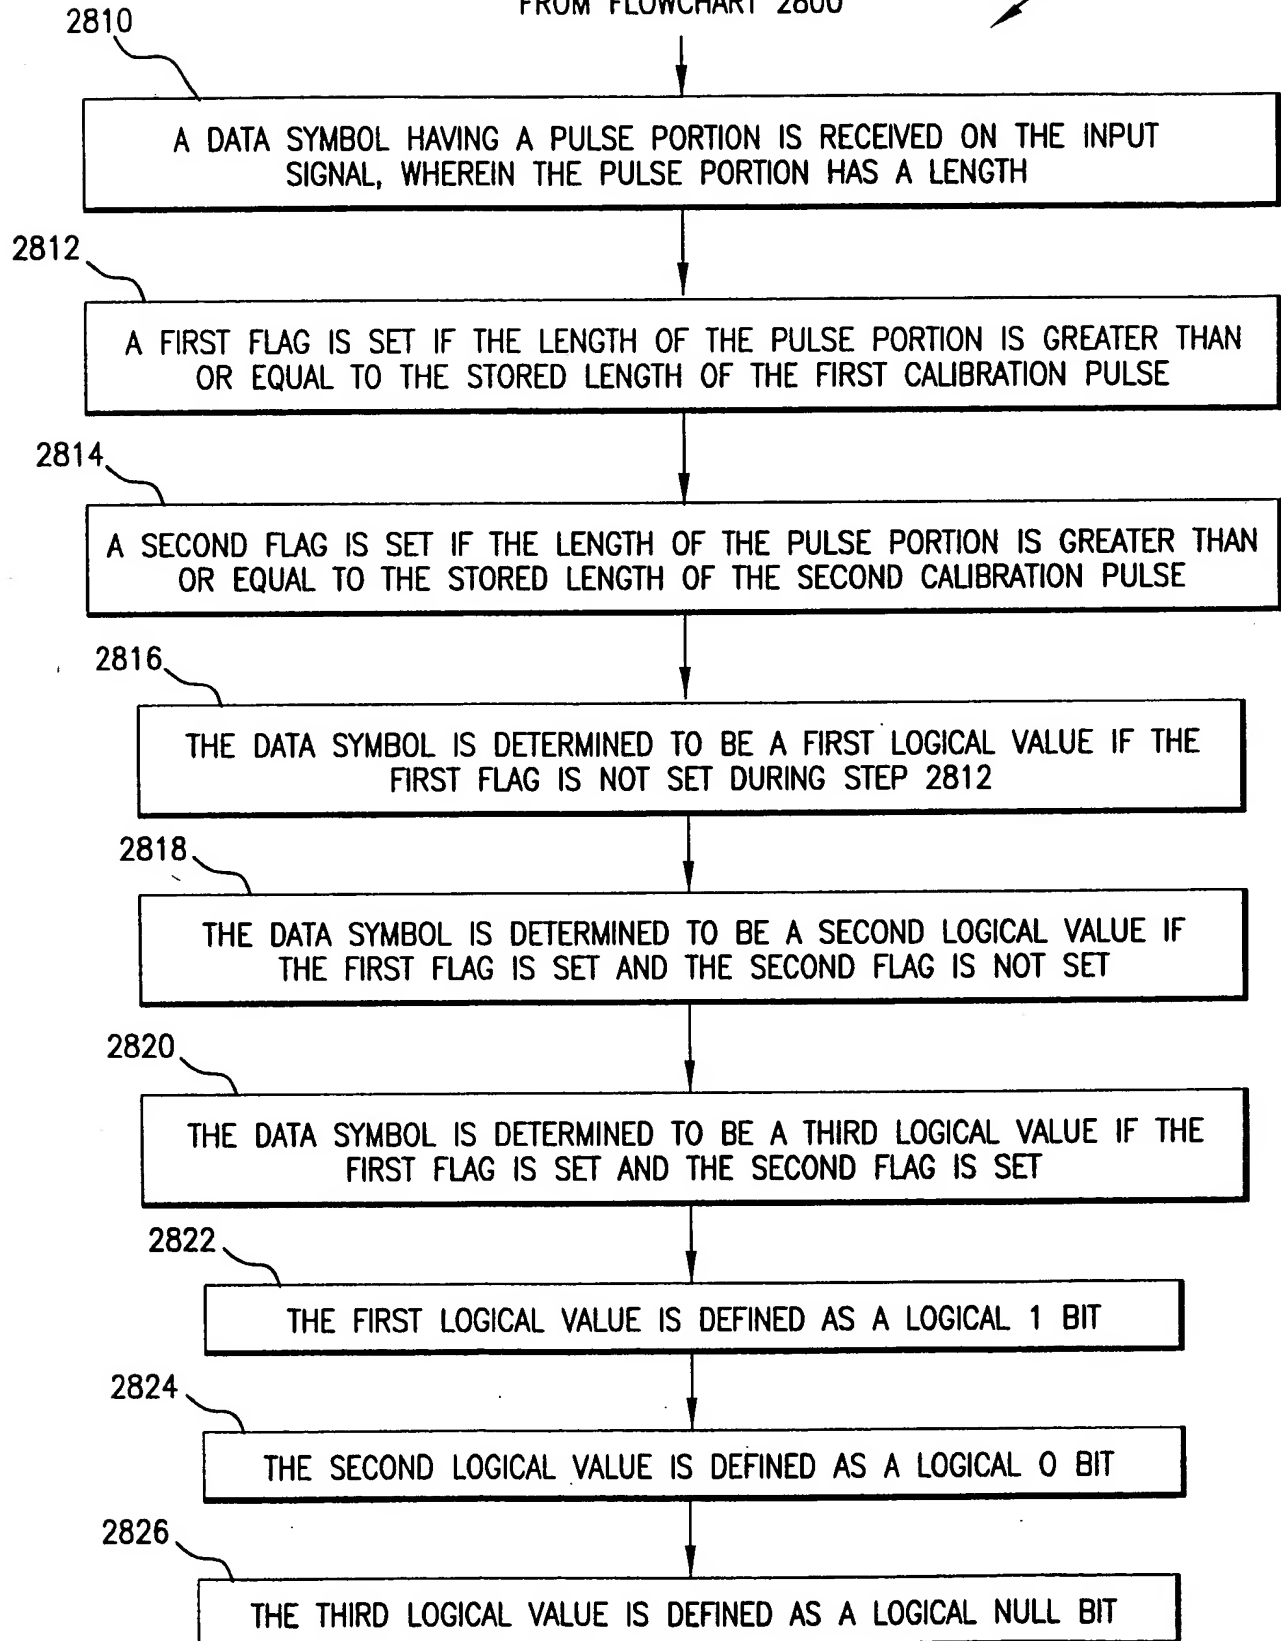 FROM FLOWCHART 2800
2810
A DATA SYMBOL HAVING A PULSE PORTION IS RECEIVED ON THE INPUT
SIGNAL, WHEREIN THE PULSE PORTION HAS A LENGTH
2812
A FIRST FLAG IS SET IF THE LENGTH OF THE PULSE PORTION IS GREATER THAN
OR EQUAL TO THE STORED LENGTH OF THE FIRST CALIBRATION PULSE
2814
A SECOND FLAG IS SET IF THE LENGTH OF THE PULSE PORTION IS GREATER THAN
OR EQUAL TO THE STORED LENGTH OF THE SECOND CALIBRATION PULSE
2816
THE DATA SYMBOL IS DETERMINED TO BE A FIRST LOGICAL VALUE IF THE
FIRST FLAG IS NOT SET DURING STEP 2812
2818
THE DATA SYMBOL IS DETERMINED TO BE A SECOND LOGICAL VALUE IF
THE FIRST FLAG IS SET AND THE SECOND FLAG IS NOT SET
2820
THE DATA SYMBOL IS DETERMINED TO BE A THIRD LOGICAL VALUE IF THE
FIRST FLAG IS SET AND THE SECOND FLAG IS SET
2822
THE FIRST LOGICAL VALUE IS DEFINED AS A LOGICAL 1 BIT
2824
THE SECOND LOGICAL VALUE IS DEFINED AS A LOGICAL 0 BIT
2826
THE THIRD LOGICAL VALUE IS DEFINED AS A LOGICAL NULL BIT